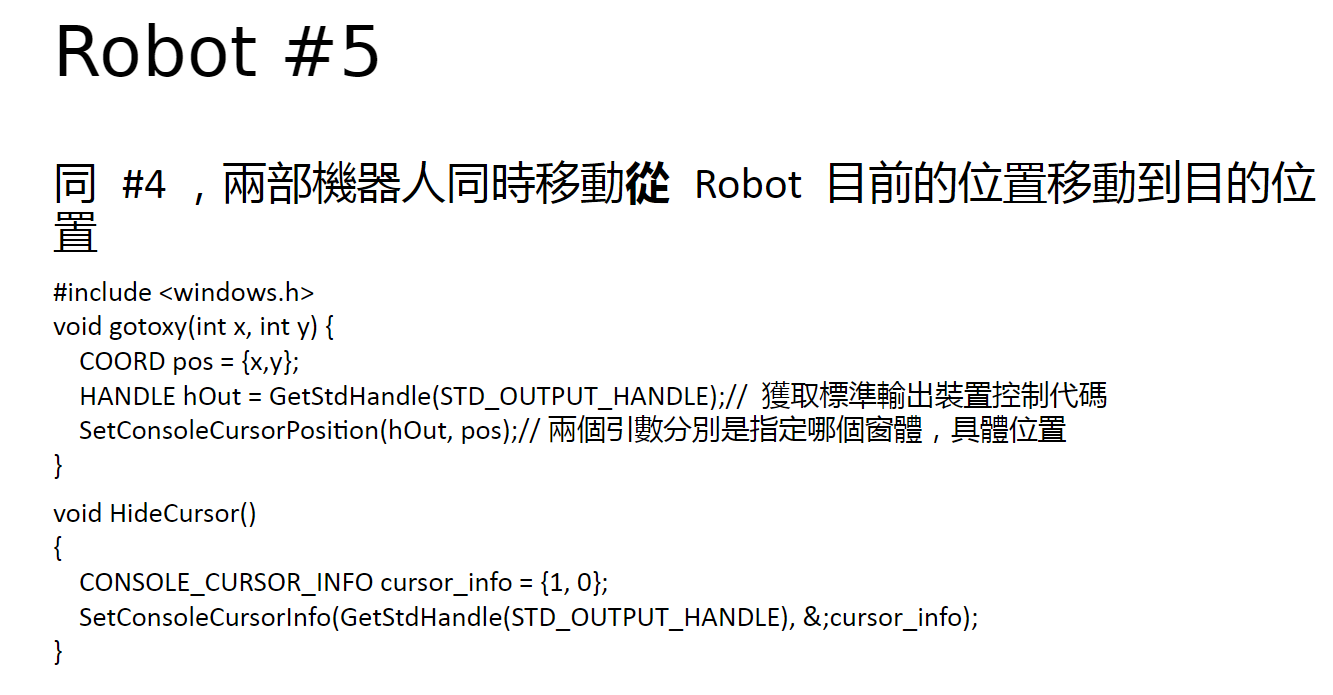 Robot #5
同 #4 ，兩部機器人同時移動從 Robot 目前的位置移動到目的位
置
#include <windows.h>
void gotoxy(int x, int y) {
COORD pos = {x,y};
HANDLE hOut = GetStdHandle(STD_OUTPUT_HANDLE);// 獲取標準輸出裝置控制代碼
SetConsoleCursorPosition(hOut, pos);// 兩個引數分別是指定哪個窗體，具體位置
}
void HideCursor()
{
CONSOLE_CURSOR_INFO cursor_info = {1, 0};
SetConsoleCursorInfo(GetStdHandle(STD_OUTPUT_HANDLE), &;cursor_info);
}